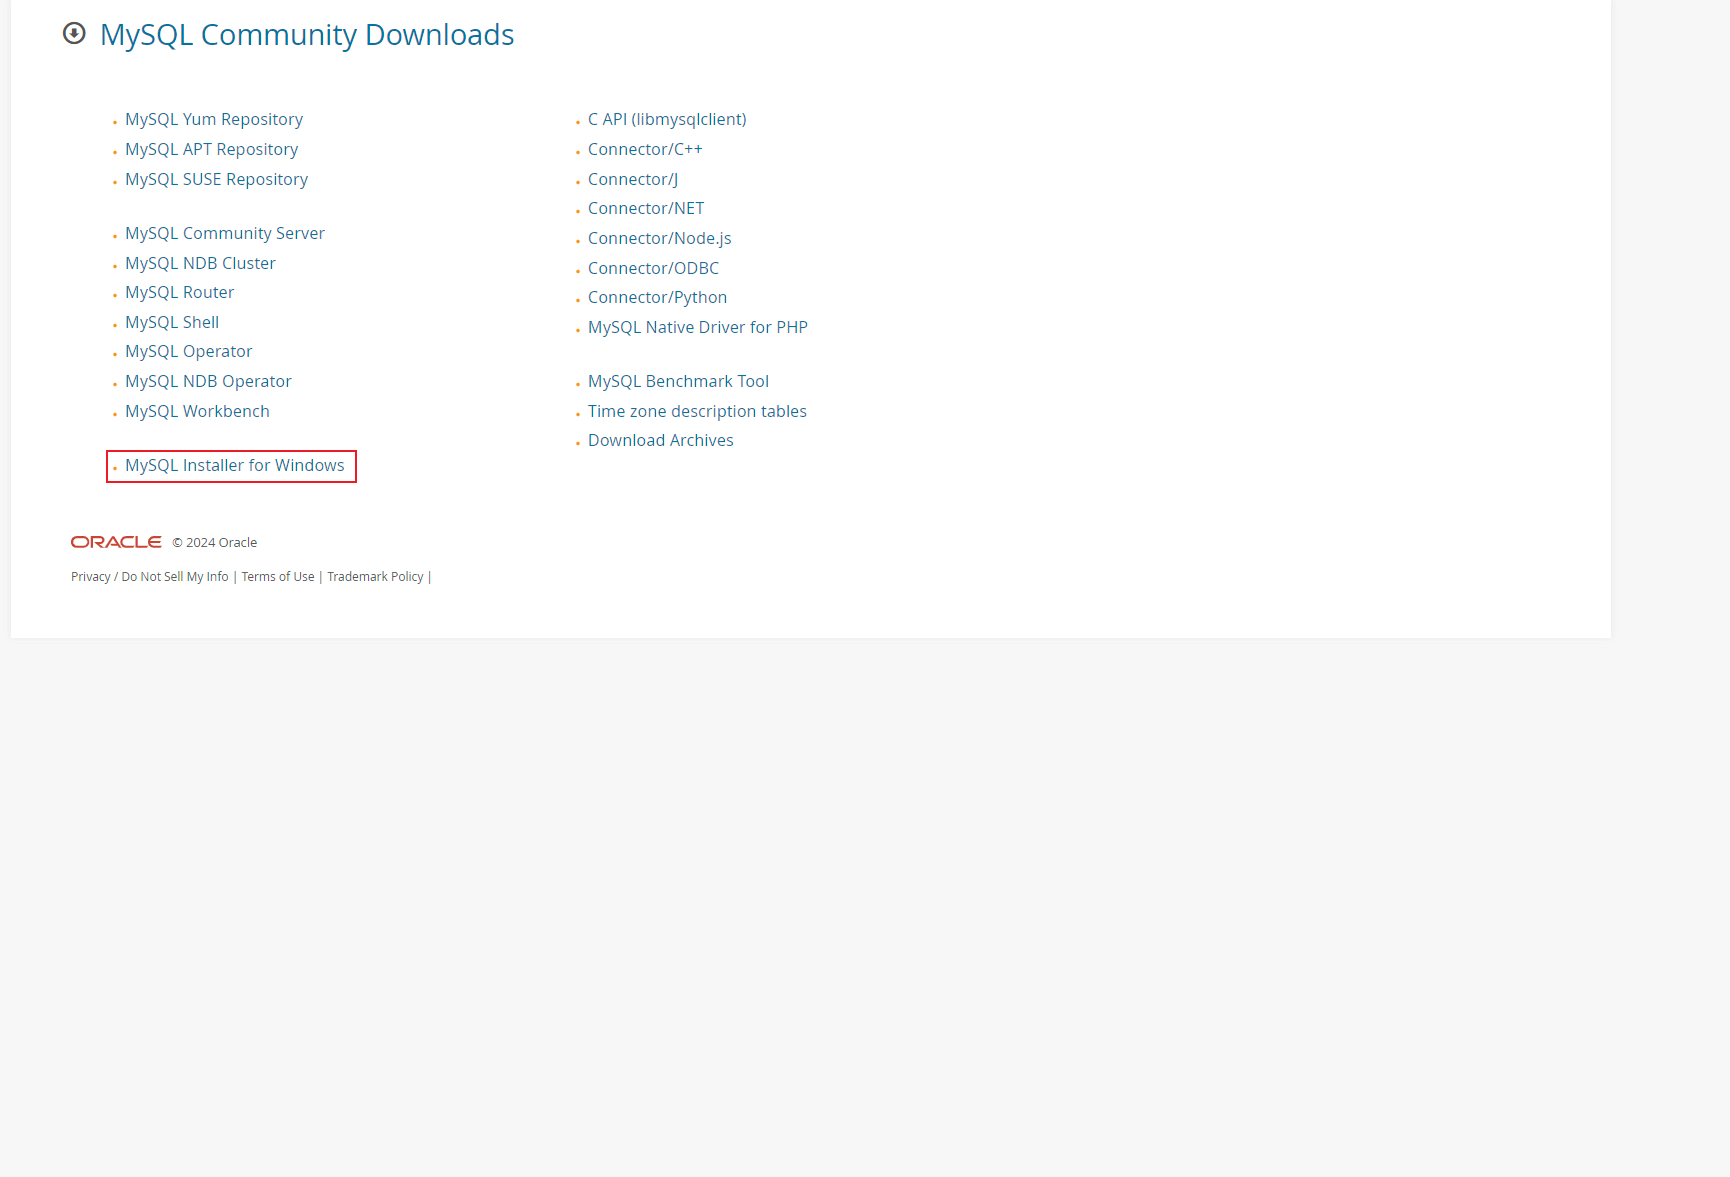 MySQL Community Downloads
MySQL Yum Repository
MySQL APT Repository
MySQL SUSE Repository
MySQL Community Server
MySQL NDB Cluster
MySQL Router
MySQL Shell
MySQL Operator
MySQL NDB Operator
MySQL Workbench
MySQL Installer for Windows
C API (libmysqlclient)
Connector/C++
Connector/J
Connector/NET
Connector/Node.js
Connector/ODBC
Connector/Python
MySQL Native Driver for PHP
MySQL Benchmark Tool
Time zone description tables
Download Archives
ORACLE © 2024 Oracle
Privacy / Do Not Sell My Info | Terms of Use | Trademark Policy |